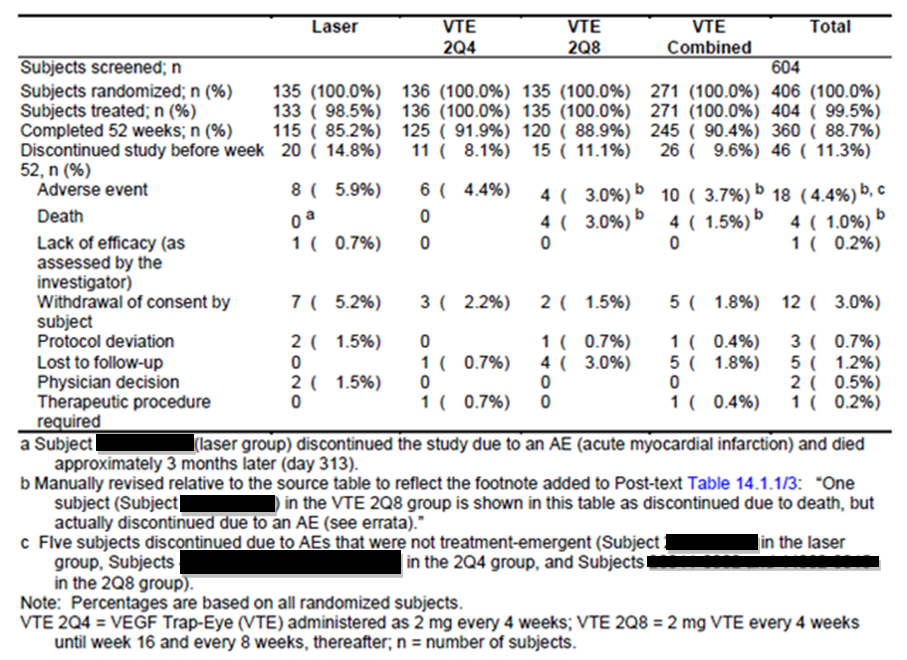 Laser VTE VTE VTE Total
2Q4 2Q8 Combined
Subjects screened; n 604
Subjects randomized; n (%) 135 (100.0%) 136 (100.0%) 135 (100.0%) 271 (100.0%) 406 (100.0%)
Subjects treated; n (%) 133 ( 98.5%) 136 (100.0%) 135 (100.0%) 271 (100.0%) 404 ( 99.5%)
Completed 52 weeks; n (%) 115 ( 85.2%) 125 ( 91.9%) 120 ( 88.9%) 245 ( 90.4%) 360 ( 88.7%)
Discontinued study before week 20 ( 14.8%) 11 ( 8.1%) 15 ( 11.1%) 26 ( 9.6%) 46 ( 11.3%)
52, n (%)
Adverse event 8 ( 5.9%) 6 ( 4.4%) 4 ( 3.0%) b 10 ( 3.7%) b 18 (4.4%) b, c
Death 0 a 0 4 ( 3.0%) b 4 ( 1.5%) b 4 ( 1.0%) b
Lack of efficacy (as 1 ( 0.7%) 0 0 0 1 ( 0.2%)
assessed by the
investigator)
Withdrawal of consent by 7 ( 5.2%) 3 ( 2.2%) 2 ( 1.5%) 5 ( 1.8%) 12 ( 3.0%)
subject
Protocol deviation 2 ( 1.5%) 0 1 ( 0.7%) 1 ( 0.4%) 3 ( 0.7%)
Lost to follow-up 0 1 ( 0.7%) 4 ( 3.0%) 5 ( 1.8%) 5 ( 1.2%)
Physician decision 2 ( 1.5%) 0 0 0 2 ( 0.5%)
Therapeutic procedure 0 1 ( 0.7%) 0 1 ( 0.4%) 1 ( 0.2%)
required
a Subject (laser group) discontinued the study due to an AE (acute myocardial infarction) and died
approximately 3 months later (day 313).
b Manually revised relative to the source table to reflect the footnote added to Post-text Table 14.1.1/3: “One
subject (Subject ) in the VTE 2Q8 group is shown in this table as discontinued due to death, but
actually discontinued due to an AE (see errata).”
c FIve subjects discontinued due to AEs that were not treatment-emergent (Subject in the laser
group, Subjects in the 2Q4 group, and Subjects
in the 2Q8 group).
Note: Percentages are based on all randomized subjects.
VTE 2Q4 = VEGF Trap-Eye (VTE) administered as 2 mg every 4 weeks; VTE 2Q8 = 2 mg VTE every 4 weeks
until week 16 and every 8 weeks, thereafter; n = number of subjects.